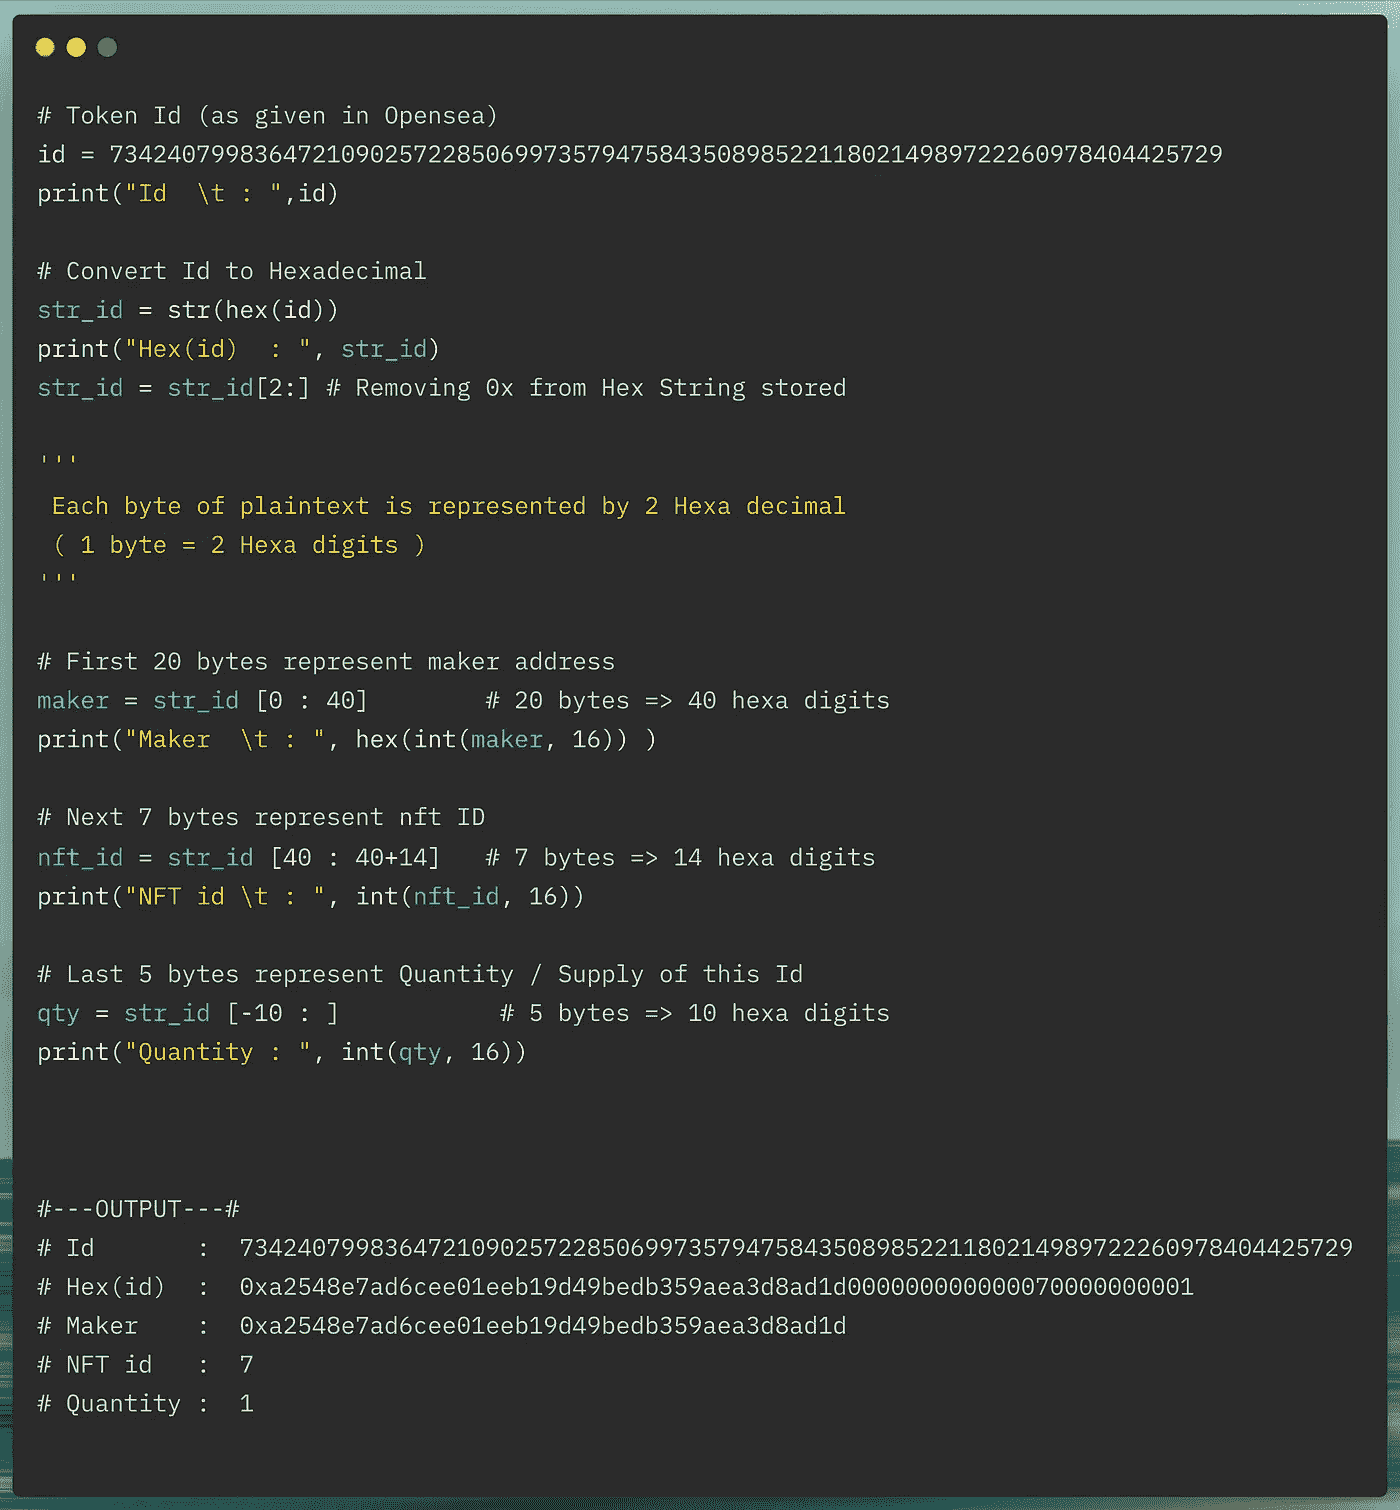 # Token Id (as given in Opensea)
id = 73424079983647210902572285069973579475843508985221180214989722260978404425729
print("Id  \t : ",id)
# Convert Id to Hexadecimal
str_id = str(hex(id))
print("Hex(id)  : ", str_id)
str_id = str_id[2:] # Removing 0x from Hex String stored
'''
Each byte of plaintext is represented by 2 Hexa decimal
( 1 byte = 2 Hexa digits )
'''
# First 20 bytes represent maker address
maker = str_id [0 : 40]        # 20 bytes => 40 hexa digits
print("Maker  \t : ", hex(int(maker, 16)) )
# Next 7 bytes represent nft ID
nft_id = str_id [40 : 40+14]   # 7 bytes => 14 hexa digits
print("NFT id \t : ", int(nft_id, 16))
# Last 5 bytes represent Quantity / Supply of this Id
qty = str_id [-10 : ]           # 5 bytes => 10 hexa digits
print("Quantity : ", int(qty, 16))
#---OUTPUT---#
# Id       :  73424079983647210902572285069973579475843508985221180214989722260978404425729
# Hex(id)  :  0xa2548e7ad6cee01eeb19d49bedb359aea3d8ad1d000000000000070000000001
# Maker    :  0xa2548e7ad6cee01eeb19d49bedb359aea3d8ad1d
# NFT id   :  7
# Quantity :  1